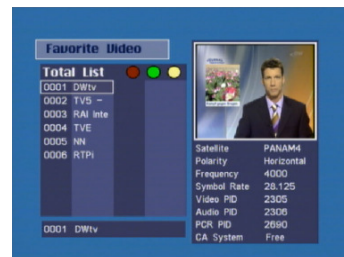 Favorite Video
Total List
0001 DWtv
0002 TV5 -
0003 RAI Inte
0004 TVE
0005 NN
0006 RTPi
0001 DWtv
Satellite PANAM4
Polarity Horizontal
Frequency 4000
Symbol Rate 28.125
Video PID 2305
Audio PID 2306
PCR PID 2690
CA System Free